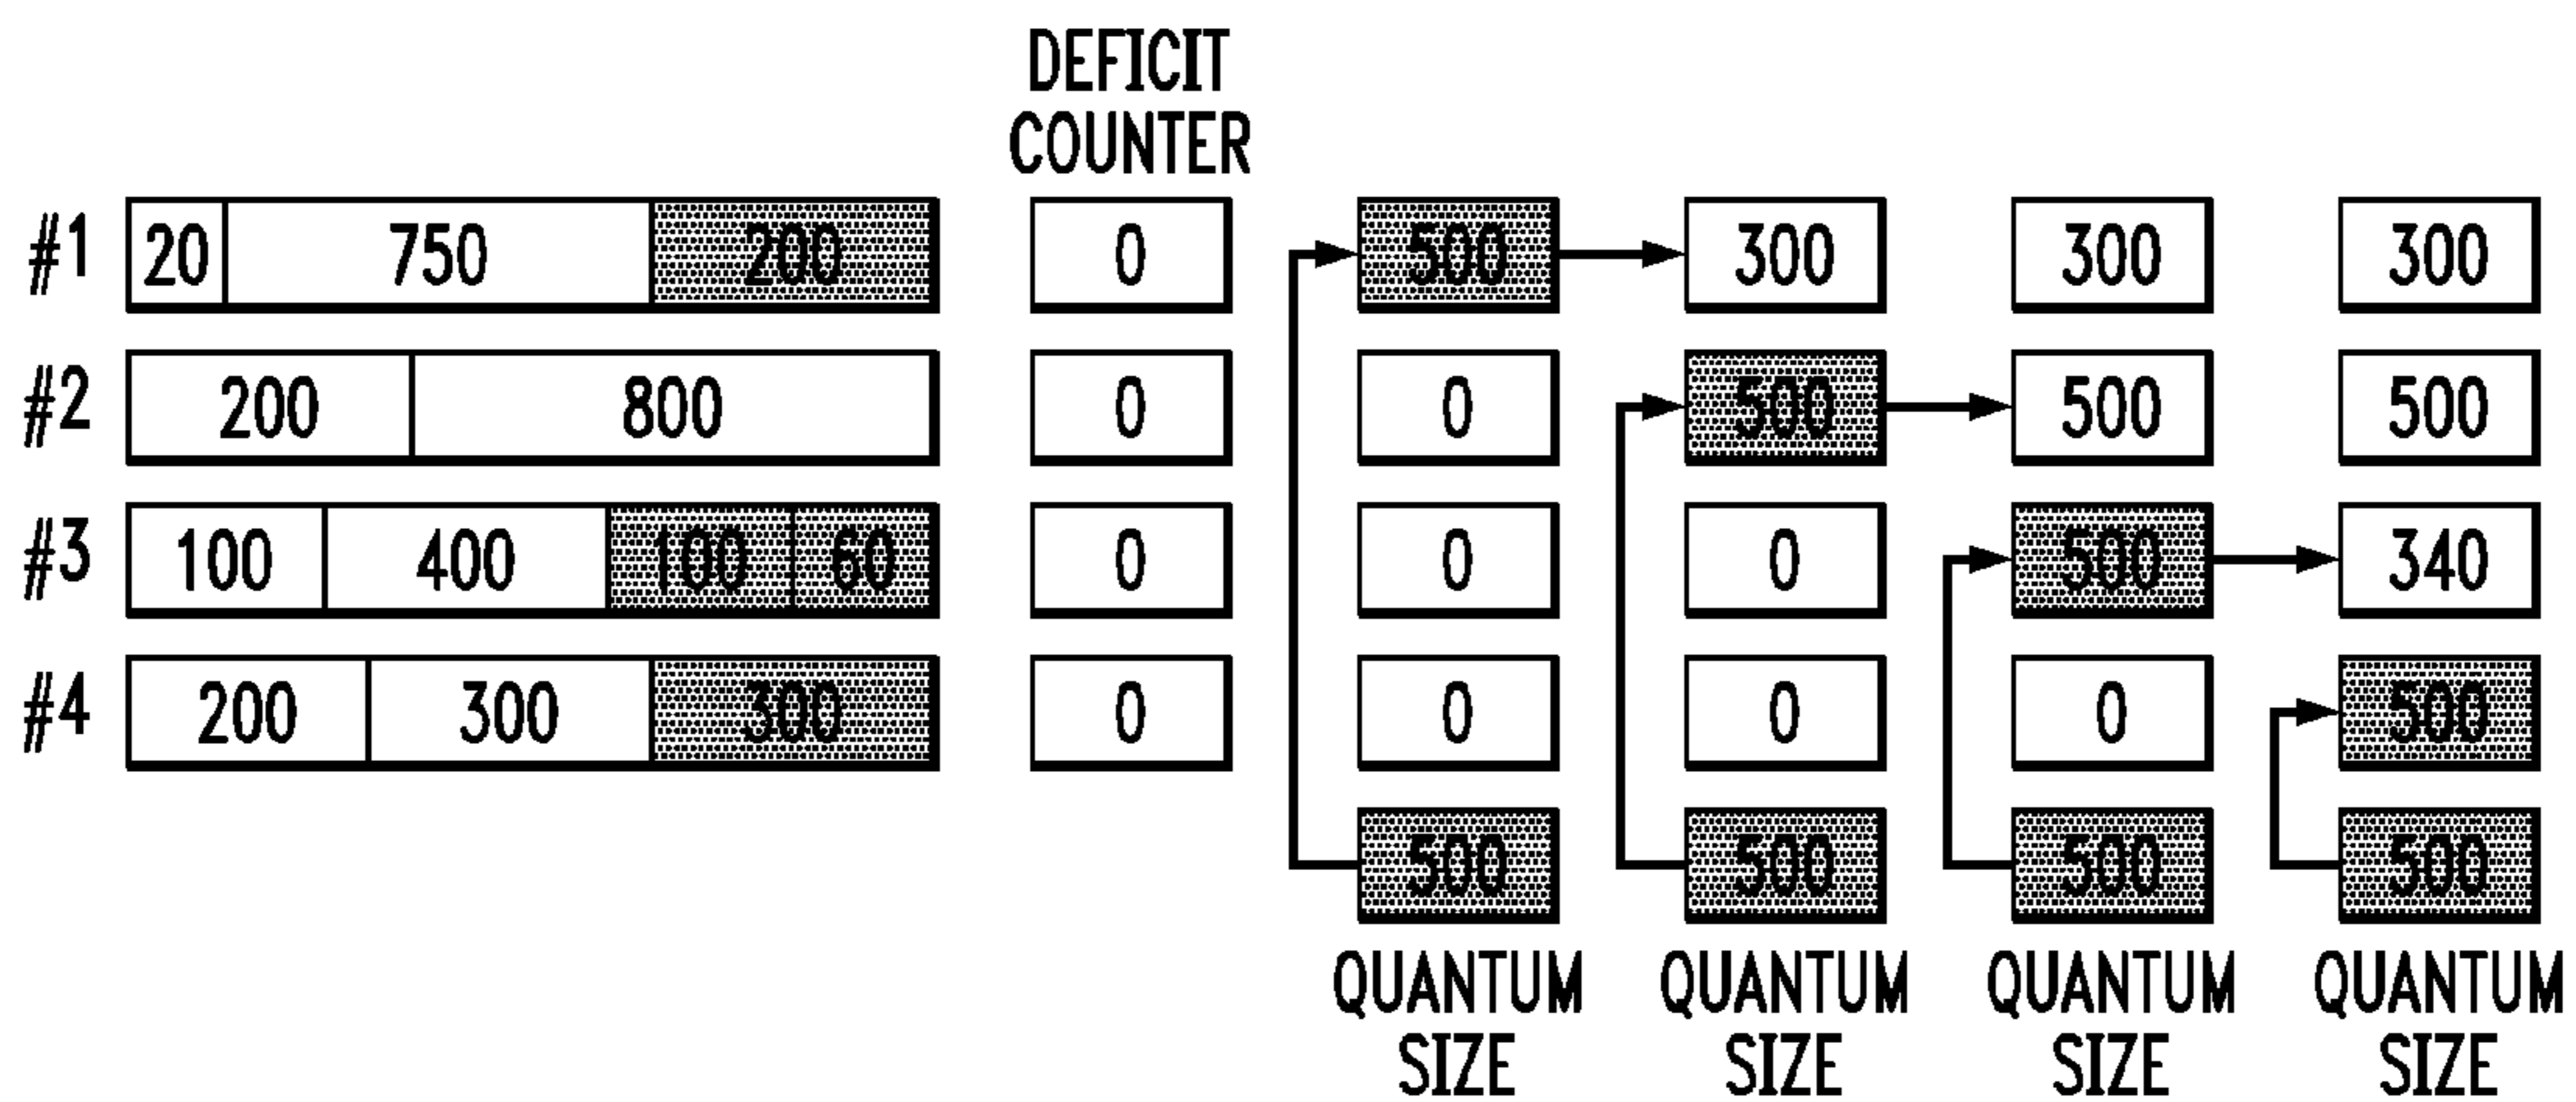 DEFICIT
COUNTER
#1 20 750 200 0 500 300 300 300
#2 200 800 0 0 500 500 500
#3 100 400 100 60 0 0 0 500 340
#4 200 300 300 0 0 0 0 500
500 500 500 500
QUANTUM QUANTUM QUANTUM QUANTUM
SIZE SIZE SIZE SIZE